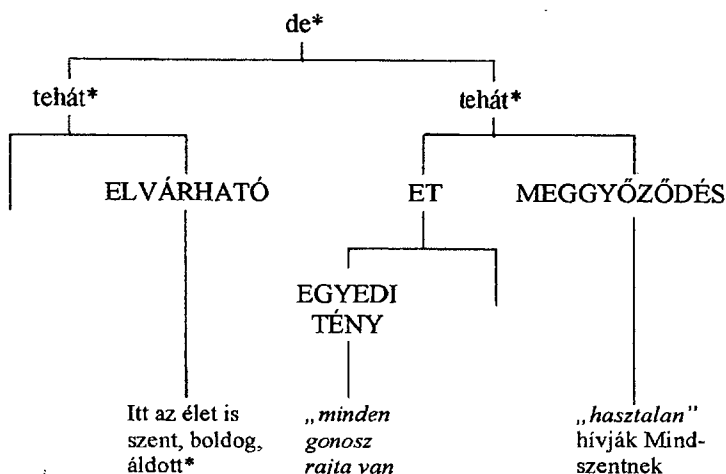 de*
tehát*
tehát*
ELVÁRHATÓ
ET
MEGGYŐZŐDÉS
EGYEDI
TÉNY
Itt az élet is
szent, boldog,
áldott*
„minden
gonosz
rajta van
„hasztalan"
hívják Mind-
szentnek